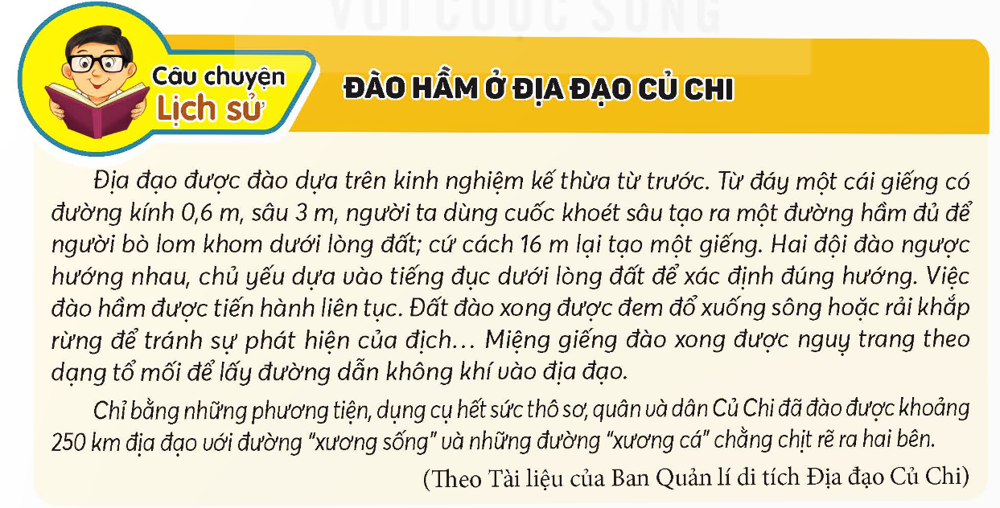 VỚI CUỘC SỐNG
Câu chuyện
Lịch sử
ĐÀO HẦM Ở ĐỊA ĐẠO CỦ CHI
Địa đạo được đào dựa trên kinh nghiệm kế thừa từ trước. Từ đáy một cái giếng có
đường kính 0,6 m, sâu 3 m, người ta dùng cuốc khoét sâu tạo ra một đường hầm đủ để
người bò lom khom dưới lòng đất; cứ cách 16 m lại tạo một giếng. Hai đội đào ngược
hướng nhau, chủ yếu dựa vào tiếng đục dưới lòng đất để xác định đúng hướng. Việc
đào hầm được tiến hành liên tục. Đất đào xong được đem đổ xuống sông hoặc rải khắp
rừng để tránh sự phát hiện của địch... Miệng giếng đào xong được nguỵ trang theo
dạng tổ mối để lấy đường dẫn không khí vào địa đạo.
Chỉ bằng những phương tiện, dụng cụ hết sức thô sơ, quân và dân Củ Chi đã đào được khoảng
250 km địa đạo với đường "xương sống" và những đường "xương cá" chằng chịt rẽ ra hai bên.
(Theo Tài liệu của Ban Quản lí di tích Địa đạo Củ Chi)